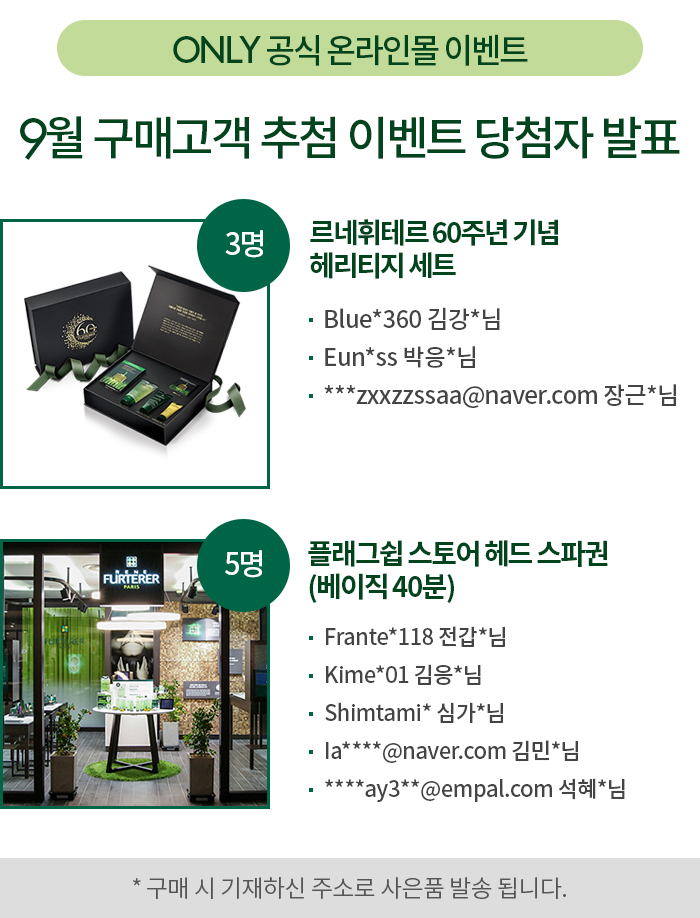 ONLY 공식 온라인몰 이벤트
9월 구매고객 추첨 이벤트 당첨자 발표
3명
르네휘테르 60주년 기념
헤리티지 세트
· Blue*360 김강*님
· Eun*ss 박응*님
· ***zxxzzssaa@naver.com 장근*님
60
5명
플래그쉽 스토어 헤드 스파권
(베이직 40분)
RENE
FURTERER
PARIS
· Frante*118 전갑*님
· Kime*01 김응*님
· Shimtami* 심가*님
· Ia****@naver.com 김민*님
· ****ay3**@empal.com 석혜*님
* 구매 시 기재하신 주소로 사은품 발송 됩니다.